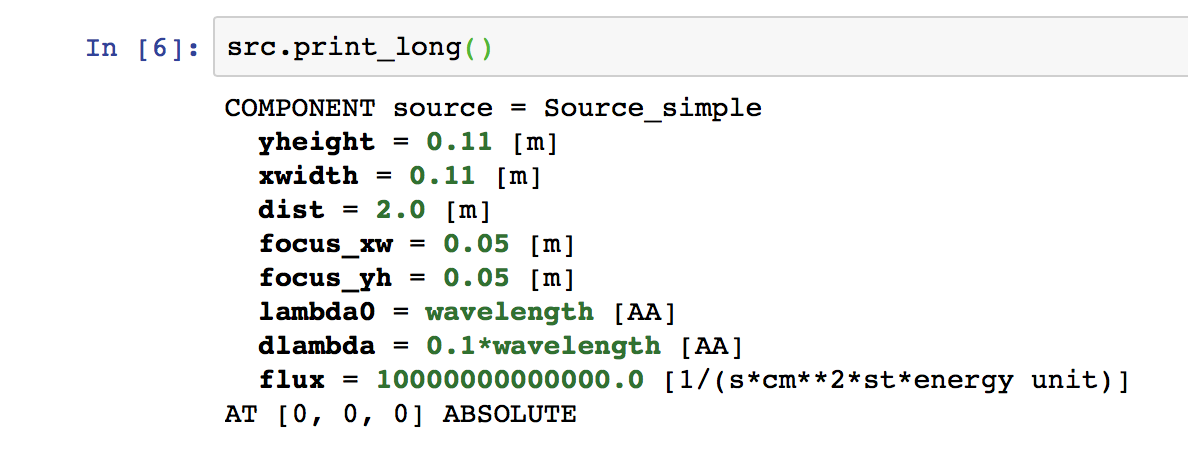 In [6]: src.print_long()
COMPONENT source = Source_simple
yheight = 0.11 [m]
xwidth = 0.11 [m]
dist = 2.0 [m]
focus_xw = 0.05 [m]
focus_yh = 0.05 [m]
lambda0 = wavelength [AA]
dlambda = 0.1*wavelength [AA]
flux = 10000000000000.0 [1/(s*cm**2*st*energy unit)]
AT [0, 0, 0] ABSOLUTE